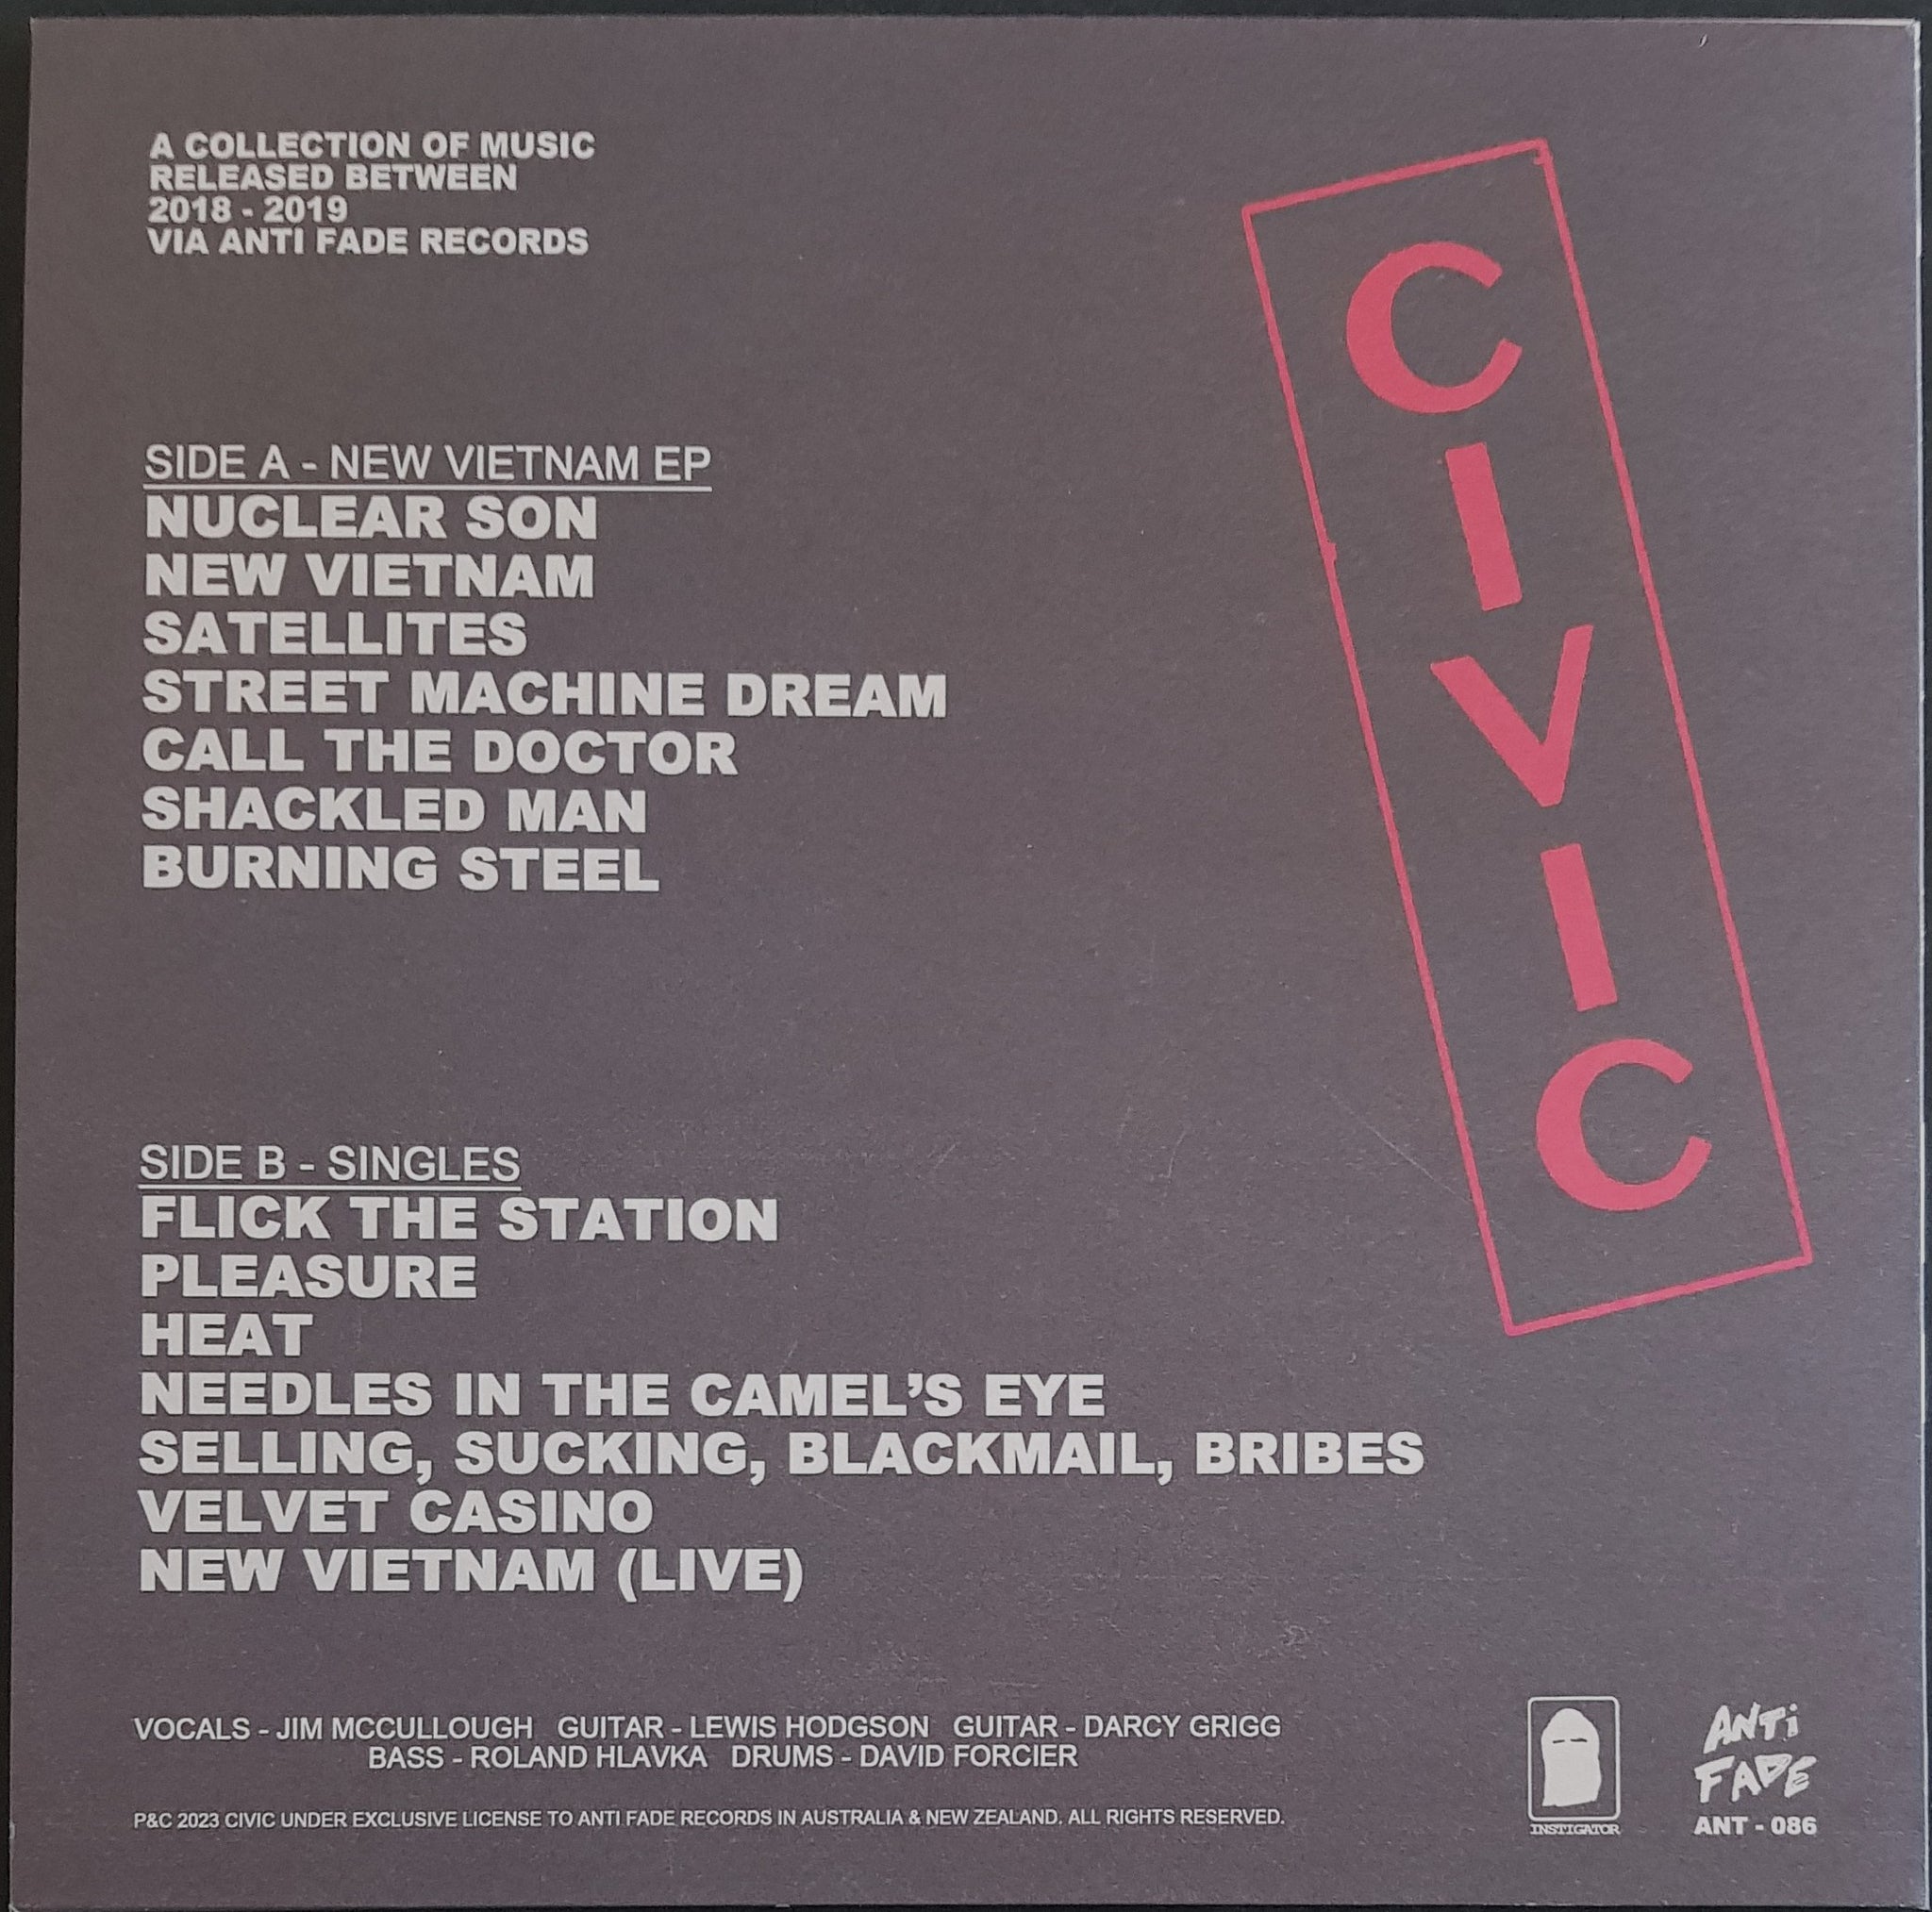 A COLLECTION OF MUSIC
RELEASED BETWEEN
2018 - 2019
VIA ANTI FADE RECORDS
CIVIC
SIDE A - NEW VIETNAM EP
NUCLEAR SON
NEW VIETNAM
SATELLITES
STREET MACHINE DREAM
CALL THE DOCTOR
SHACKLED MAN
BURNING STEEL
SIDE B - SINGLES
FLICK THE STATION
PLEASURE
HEAT
NEEDLES IN THE CAMEL’S EYE
SELLING, SUCKING, BLACKMAIL, BRIBES
VELVET CASINO
NEW VIETNAM (LIVE)
VOCALS - JIM MCCULLOUGH GUITAR - LEWIS HODGSON GUITAR - DARCY GRIGG
BASS - ROLAND HLAVKA DRUMS - DAVID FORCIER
P&C 2023 CIVIC UNDER EXCLUSIVE LICENSE TO ANTI FADE RECORDS IN AUSTRALIA & NEW ZEALAND. ALL RIGHTS RESERVED.
INSTIGATOR
ANTi
FADE
ANT - 086